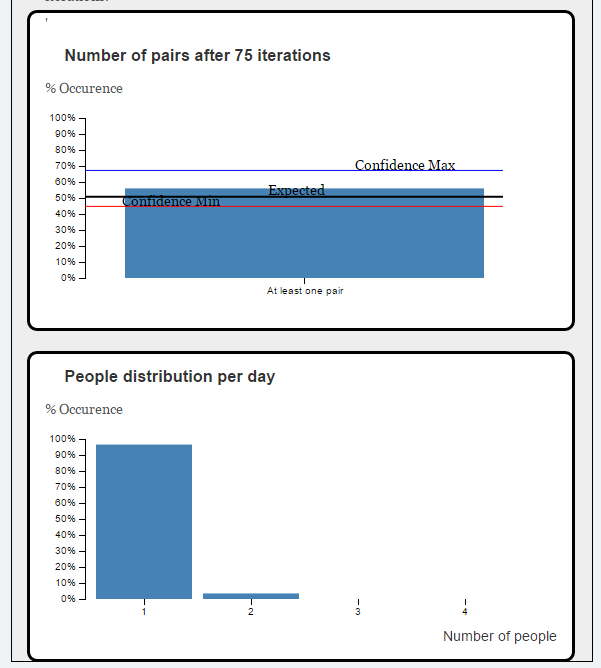 Number of pairs after 75 iterations
% Occurence
100%
90%
80%
70%
60%
50%
40%
30%
20%
10%
0%
Confidence Max
Expected
Confidence Min
At least one pair
People distribution per day
% Occurence
100%
90%
80%
70%
60%
50%
40%
30%
20%
10%
0%
1 2 3 4
Number of people